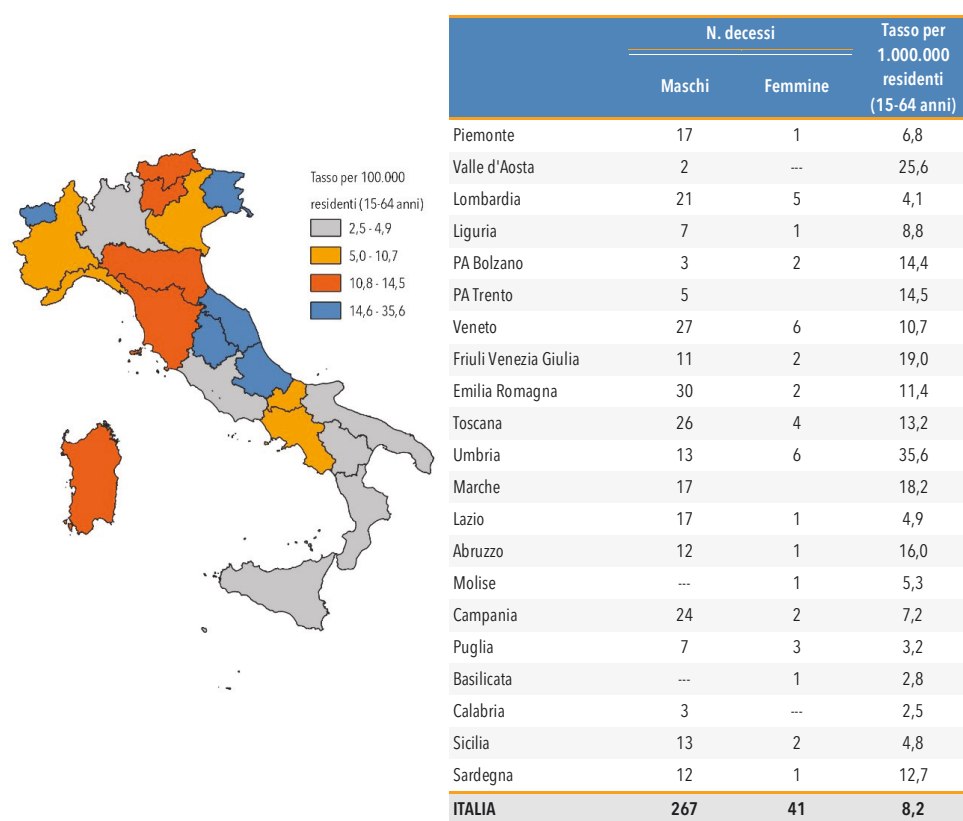 Tasso per 100.000
residenti (15-64 anni)
2,5 - 4,9
5,0 - 10,7
10,8 - 14,5
14,6 - 35,6
N. decessi
Tasso per
1.000.000
residenti
(15-64 anni)
Maschi Femmine
Piemonte 17 1 6,8
Valle d'Aosta 2 --- 25,6
Lombardia 21 5 4,1
Liguria 7 1 8,8
PA Bolzano 3 2 14,4
PA Trento 5 14,5
Veneto 27 6 10,7
Friuli Venezia Giulia 11 2 19,0
Emilia Romagna 30 2 11,4
Toscana 26 4 13,2
Umbria 13 6 35,6
Marche 17 18,2
Lazio 17 1 4,9
Abruzzo 12 1 16,0
Molise --- 1 5,3
Campania 24 2 7,2
Puglia 7 3 3,2
Basilicata --- 1 2,8
Calabria 3 --- 2,5
Sicilia 13 2 4,8
Sardegna 12 1 12,7
ITALIA 267 41 8,2